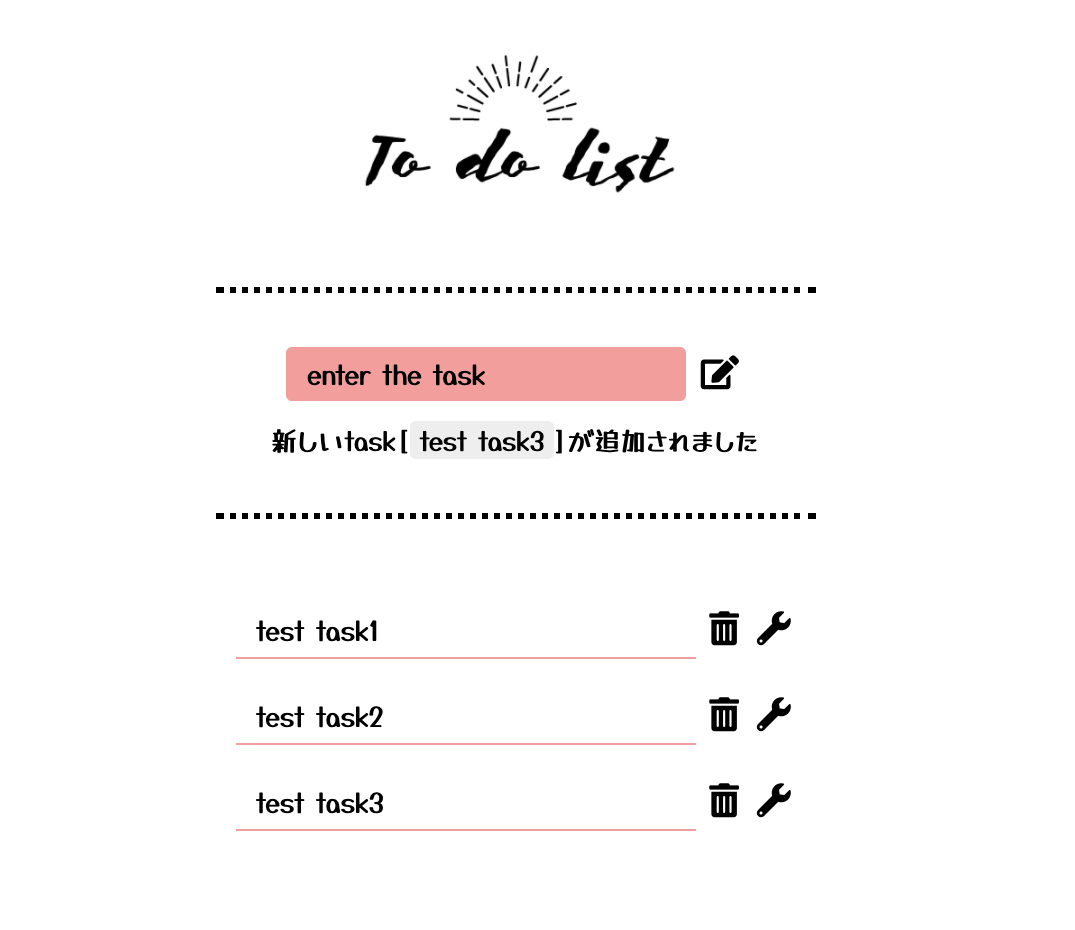 To do list
enter the task
新しいtask[ test task3 ]が追加されました
test task1
test task2
test task3